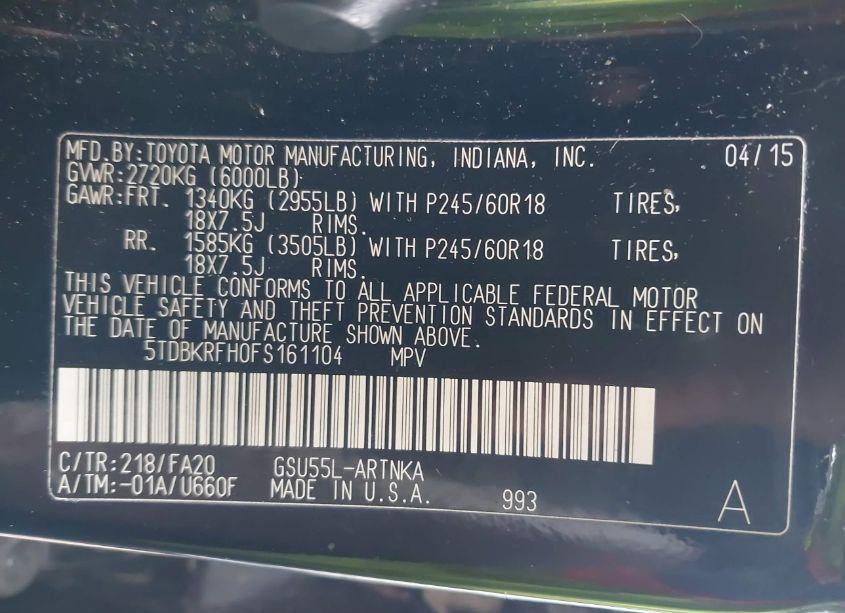 MFD.BY:TOYOTA MOTOR MANUFACTURING, INDIANA, INC. 04/15
GVWR:2720KG (6000LB)
GAWR:FRT. 1340KG (2955LB) WITH P245/60R18 TIRES,
18X7.5J RIMS.
RR. 1585KG (3505LB) WITH P245/60R18 TIRES,
18X7.5J RIMS.
THIS VEHICLE CONFORMS TO ALL APPLICABLE FEDERAL MOTOR
VEHICLE SAFETY AND THEFT PREVENTION STANDARDS IN EFFECT ON
THE DATE OF MANUFACTURE SHOWN ABOVE.
5TDBKRFH0FS161104 MPV
C/TR:218/FA20 GSU55L-ARTNKA
A/TM:-01A/U660F MADE IN U.S.A. 993 A